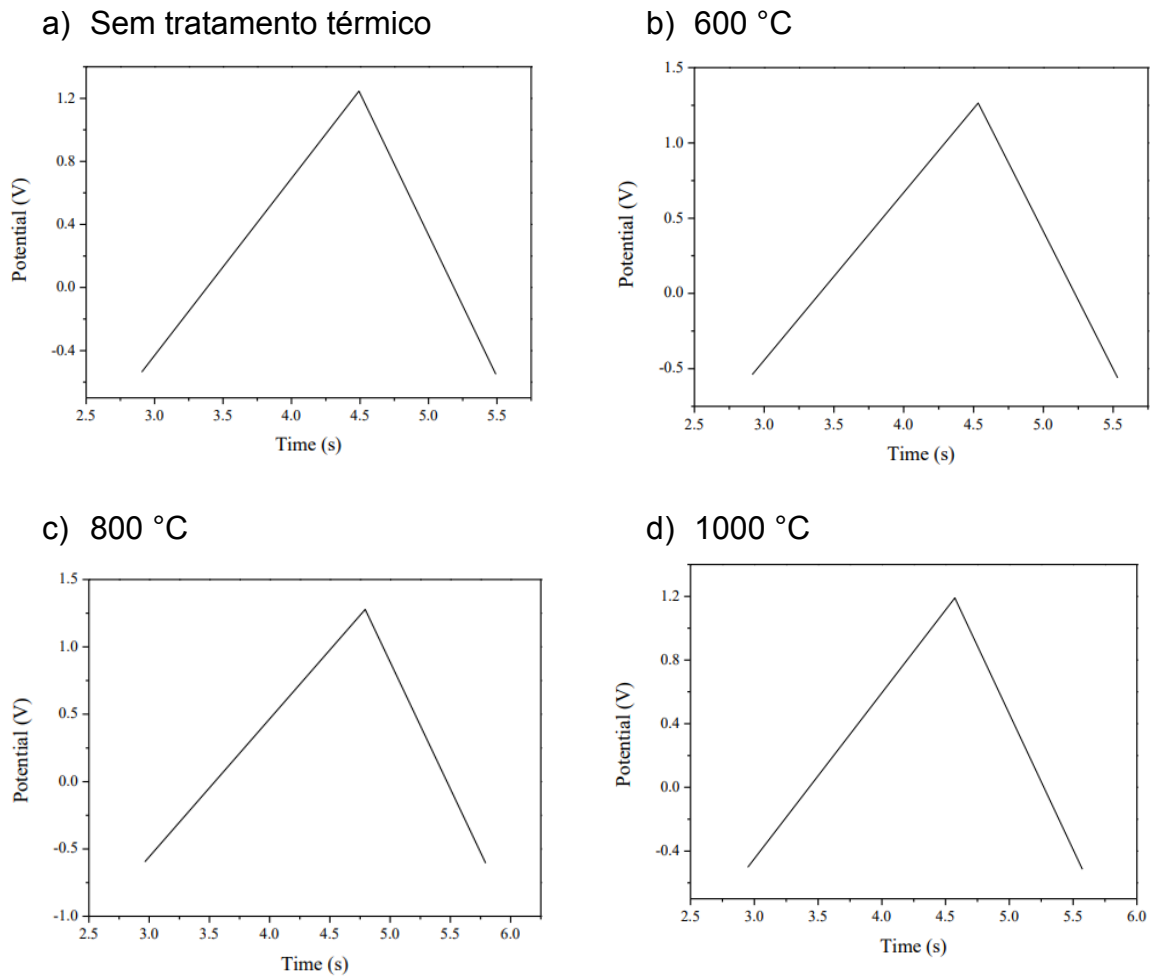 a) Sem tratamento térmico
1.2
0.8
0.4
0.0
-0.4
Potential (V)
2.5 3.0 3.5 4.0 4.5 5.0 5.5
Time (s)
b) 600 °C
1.5
1.0
0.5
0.0
-0.5
Potential (V)
2.5 3.0 3.5 4.0 4.5 5.0 5.5
Time (s)
c) 800 °C
1.5
1.0
0.5
0.0
-0.5
-1.0
Potential (V)
2.5 3.0 3.5 4.0 4.5 5.0 5.5 6.0
Time (s)
d) 1000 °C
1.2
0.8
0.4
0.0
-0.4
Potential (V)
2.5 3.0 3.5 4.0 4.5 5.0 5.5 6.0
Time (s)